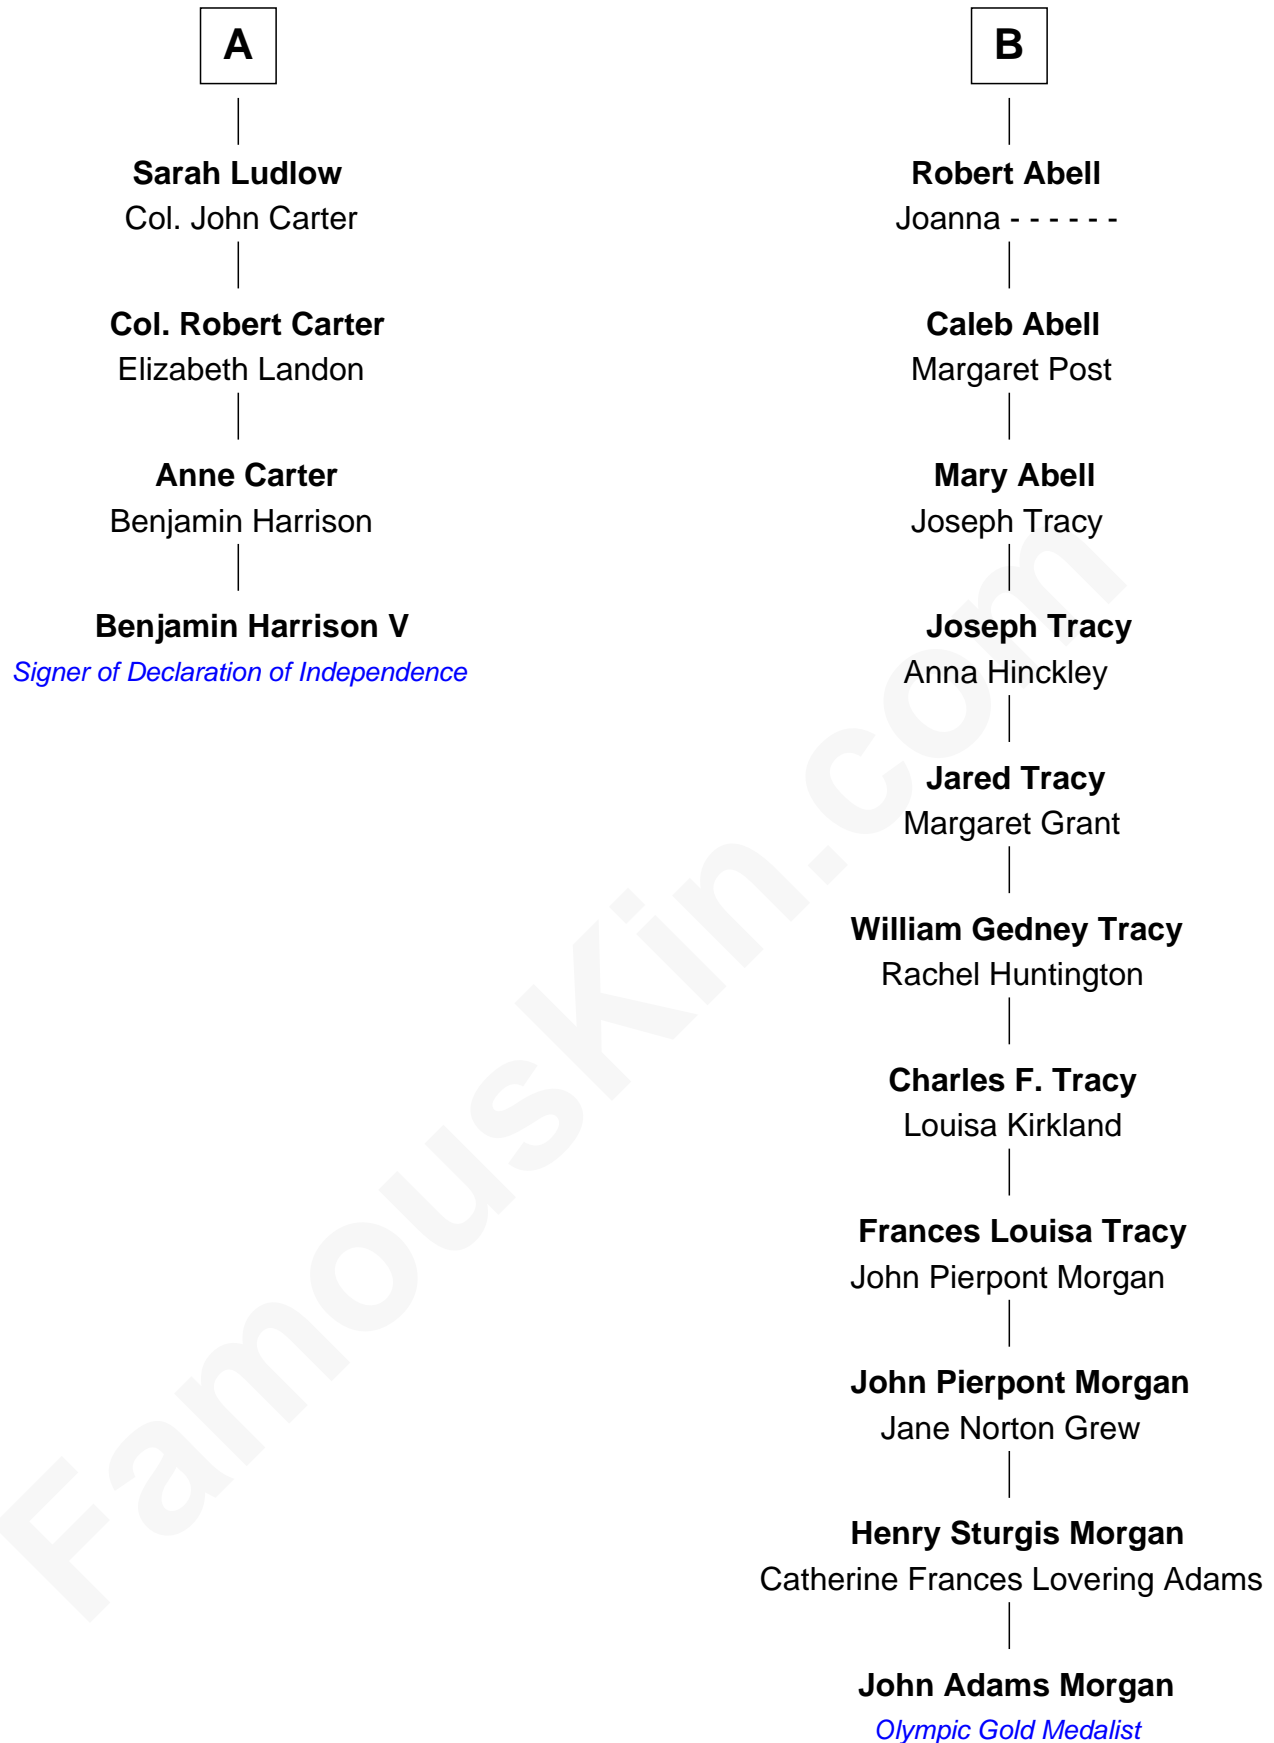 A
Sarah Ludlow
Col. John Carter
Col. Robert Carter
Elizabeth Landon
Anne Carter
Benjamin Harrison
Benjamin Harrison V
Signer of Declaration of Independence
B
Robert Abell
Joanna - - - - - -
Caleb Abell
Margaret Post
Mary Abell
Joseph Tracy
Joseph Tracy
Anna Hinckley
Jared Tracy
Margaret Grant
William Gedney Tracy
Rachel Huntington
Charles F. Tracy
Louisa Kirkland
Frances Louisa Tracy
John Pierpont Morgan
John Pierpont Morgan
Jane Norton Grew
Henry Sturgis Morgan
Catherine Frances Lovering Adams
John Adams Morgan
Olympic Gold Medalist
FamousKin.com